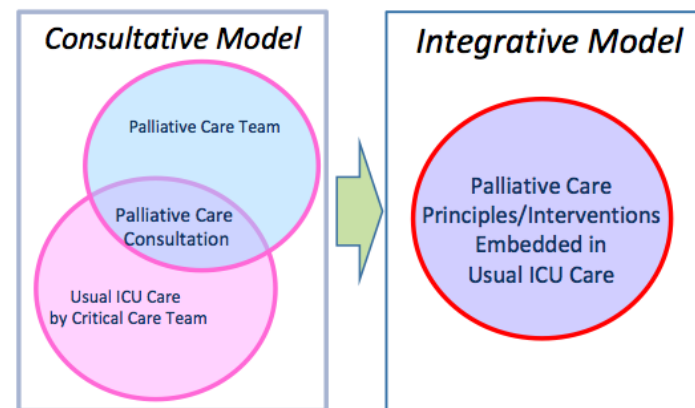 Consultative Model
Palliative Care Team
Palliative Care
Consultation
Usual ICU Care
by Critical Care Team
Integrative Model
Palliative Care
Principles/Interventions
Embedded in
Usual ICU Care